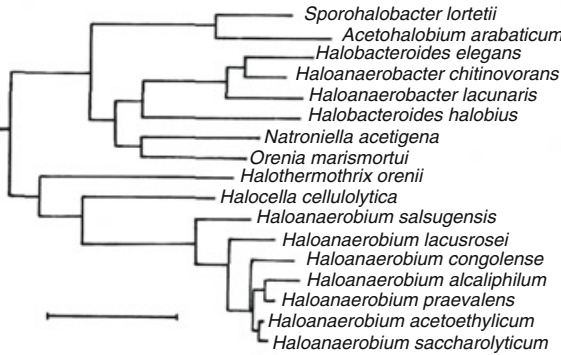 Sporohalobacter lortetii
Acetohalobium arabaticum
Halobacteroides elegans
Haloanaerobacter chitinovorans
Haloanaerobacter lacunaris
Halobacteroides halobius
Natroniella acetigena
Orenia marismortui
Halothermothrix orenii
Halocella cellulolytica
Haloanaerobium salsugensis
Haloanaerobium lacusrosei
Haloanaerobium congolense
Haloanaerobium alcaliphilum
Haloanaerobium praevalens
Haloanaerobium acetoethylicum
Haloanaerobium saccharolyticum